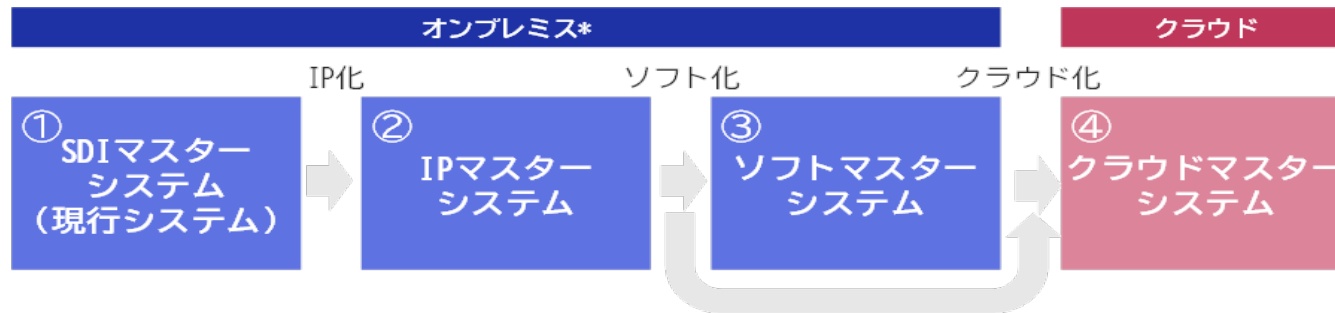 オンプレミス*
クラウド
IP化
ソフト化
クラウド化
①
SDIマスター
システム
（現行システム）
②
IPマスター
システム
③
ソフトマスター
システム
④
クラウドマスター
システム